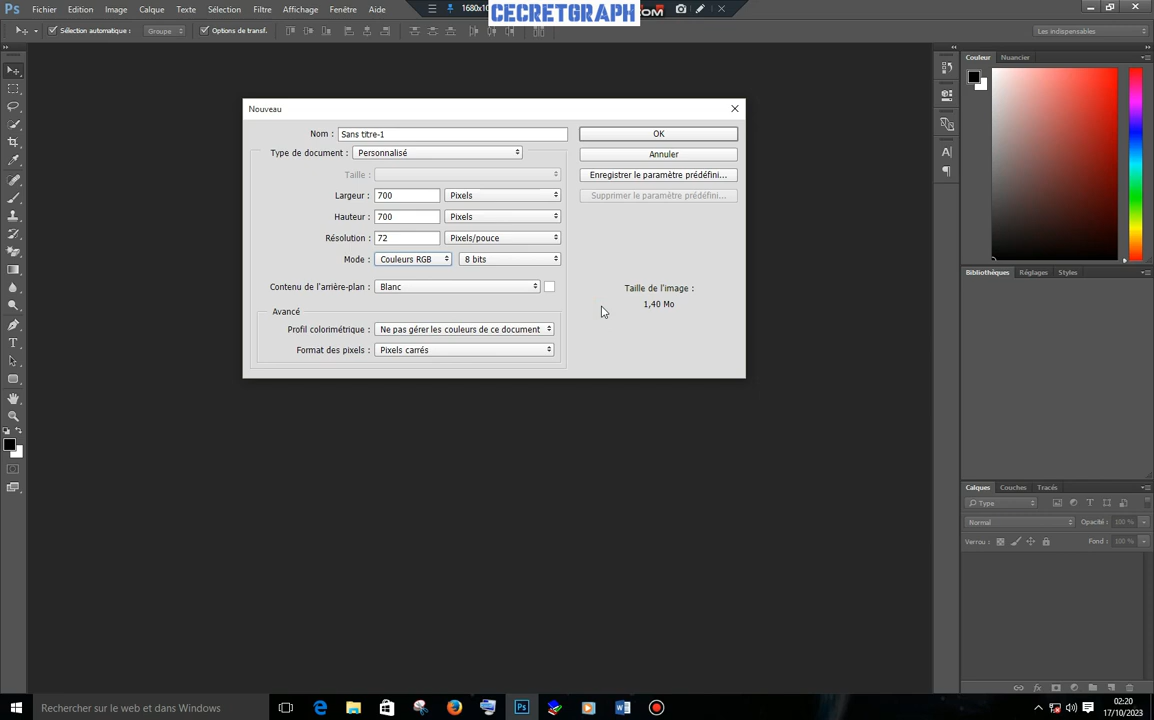 Ps Fichier Edition Image Calque Texte Sélection Filtre Affichage Fenêtre Aide
CECRETGRAPH
Sélection automatique : Groupe Options de transf. Les indispensables
Couleur Nuancier
Nouveau
Nom : Sans titre-1 OK
Type de document : Personnalisé Annuler
Taille : Enregistrer le paramètre prédéfini...
Largeur : 700 Pixels Supprimer le paramètre prédéfini...
Hauteur : 700 Pixels
Résolution : 72 Pixels/pouce
Mode : Couleurs RGB 8 bits
Contenu de l'arrière-plan : Blanc
Taille de l'image :
1,40 Mo
Avancé
Profil colorimétrique : Ne pas gérer les couleurs de ce document
Format des pixels : Pixels carrés
Bibliothèques Réglages Styles
Calques Couches Tracés
Type
Normal Opacité : 100 %
Verrou : Fond : 100 %
Rechercher sur le web et dans Windows
02:20
17/10/2023